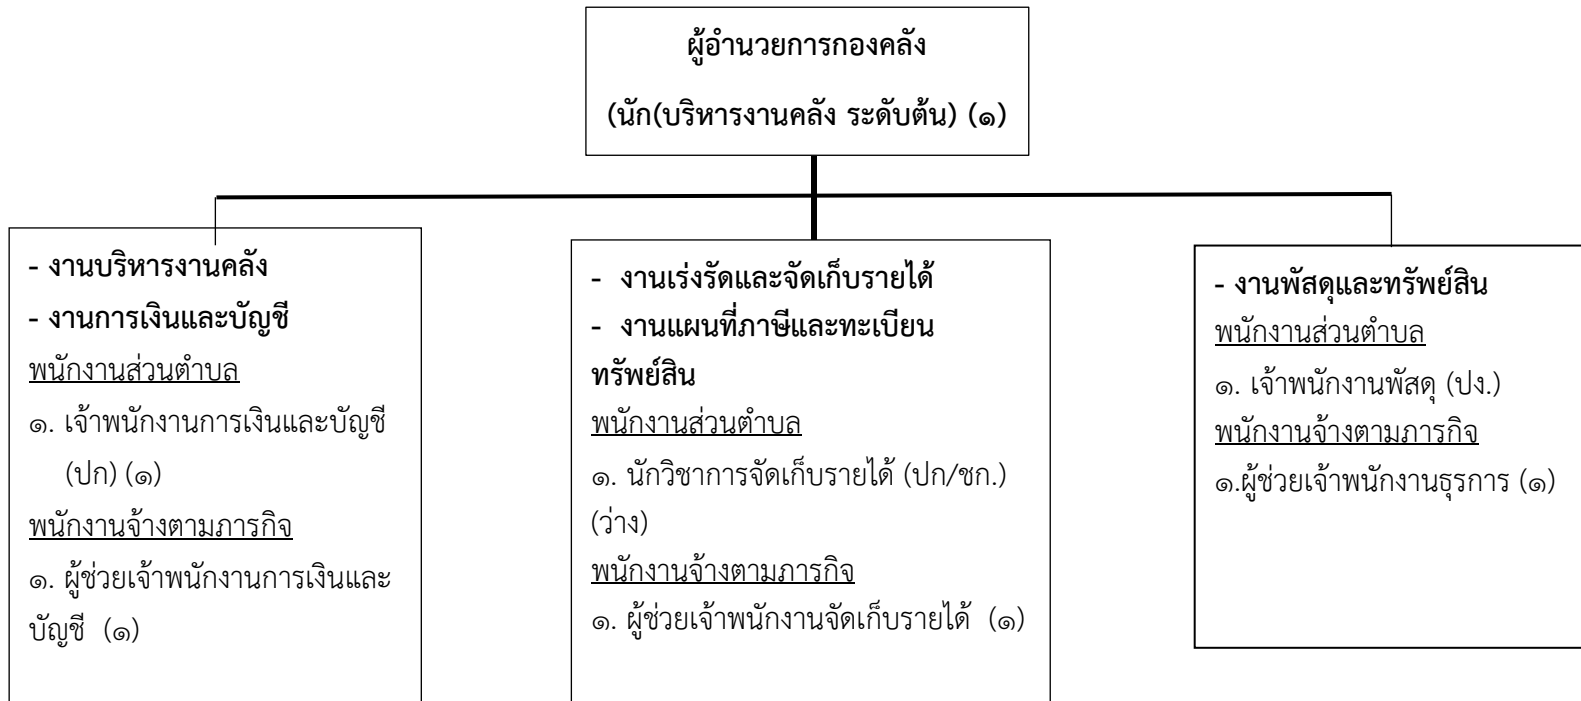 ผู้อำนวยการกองคลัง
(นัก(บริหารงานคลัง ระดับต้น) (๑)
- งานบริหารงานคลัง
- งานการเงินและบัญชี
พนักงานส่วนตำบล
๑. เจ้าพนักงานการเงินและบัญชี
(ปก) (๑)
พนักงานจ้างตามภารกิจ
๑. ผู้ช่วยเจ้าพนักงานการเงินและ
บัญชี (๑)
- งานเร่งรัดและจัดเก็บรายได้
- งานแผนที่ภาษีและทะเบียน
ทรัพย์สิน
พนักงานส่วนตำบล
๑. นักวิชาการจัดเก็บรายได้ (ปก/ชก.)
(ว่าง)
พนักงานจ้างตามภารกิจ
๑. ผู้ช่วยเจ้าพนักงานจัดเก็บรายได้ (๑)
- งานพัสดุและทรัพย์สิน
พนักงานส่วนตำบล
๑. เจ้าพนักงานพัสดุ (ปง.)
พนักงานจ้างตามภารกิจ
๑.ผู้ช่วยเจ้าพนักงานธุรการ (๑)